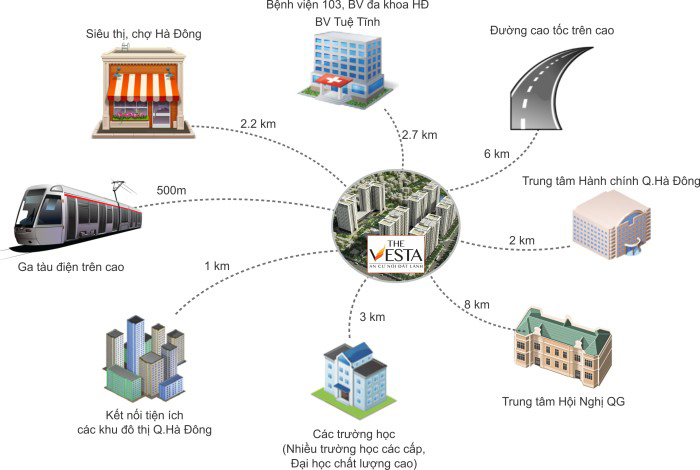 Bệnh viện 103, BV đa khoa HĐ
BV Tuệ Tĩnh
Siêu thị, chợ Hà Đông
Đường cao tốc trên cao
2.2 km
2.7 km
6 km
500m
Trung tâm Hành chính Q.Hà Đông
THE
VESTA
AN CƯ NƠI ĐẤT LÀNH
2 km
Ga tàu điện trên cao
1 km
8 km
3 km
Trung tâm Hội Nghị QG
Kết nối tiện ích
các khu đô thị Q.Hà Đông
Các trường học
(Nhiều trường học các cấp,
Đại học chất lượng cao)